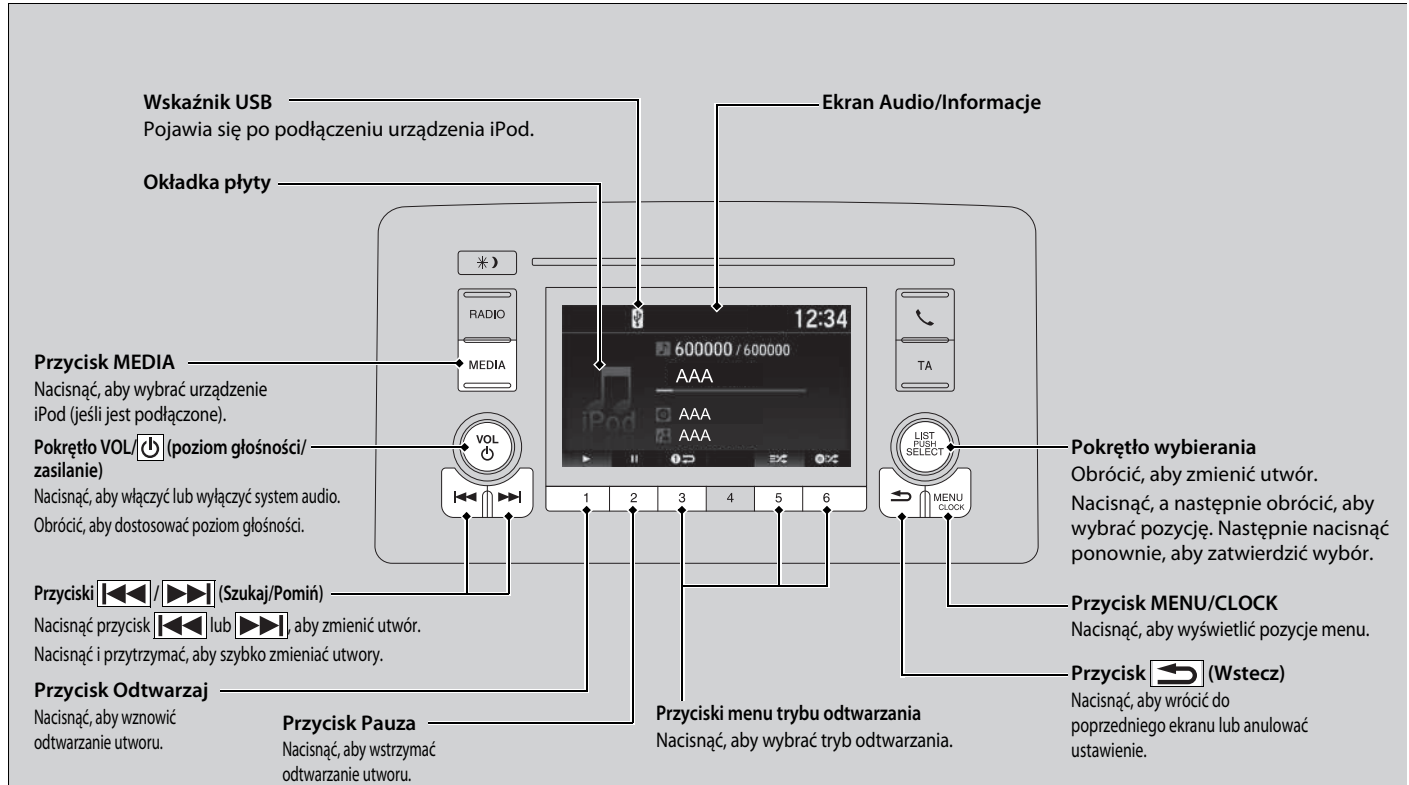 Wskaźnik USB
Pojawia się po podłączeniu urządzenia iPod.
Ekran Audio/Informacje
Okładka płyty
RADIO
MEDIA
VOL
12:34
600000 / 600000
AAA
iPod
AAA
AAA
1 2 3 4 5 6
TA
LIST
PUSH
SELECT
MENU
CLOCK
Przycisk MEDIA
Nacisnąć, aby wybrać urządzenie
iPod (jeśli jest podłączone).
Pokrętło VOL/ (poziom głośności/
zasilanie)
Nacisnąć, aby włączyć lub wyłączyć system audio.
Obrócić, aby dostosować poziom głośności.
Przyciski / (Szukaj/Pomiń)
Nacisnąć przycisk lub , aby zmienić utwór.
Nacisnąć i przytrzymać, aby szybko zmieniać utwory.
Przycisk Odtwarzaj
Nacisnąć, aby wznowić
odtwarzanie utworu.
Przycisk Pauza
Nacisnąć, aby wstrzymać
odtwarzanie utworu.
Przyciski menu trybu odtwarzania
Nacisnąć, aby wybrać tryb odtwarzania.
Pokrętło wybierania
Obrócić, aby zmienić utwór.
Nacisnąć, a następnie obrócić, aby
wybrać pozycję. Następnie nacisnąć
ponownie, aby zatwierdzić wybór.
Przycisk MENU/CLOCK
Nacisnąć, aby wyświetlić pozycje menu.
Przycisk (Wstecz)
Nacisnąć, aby wrócić do
poprzedniego ekranu lub anulować
ustawienie.